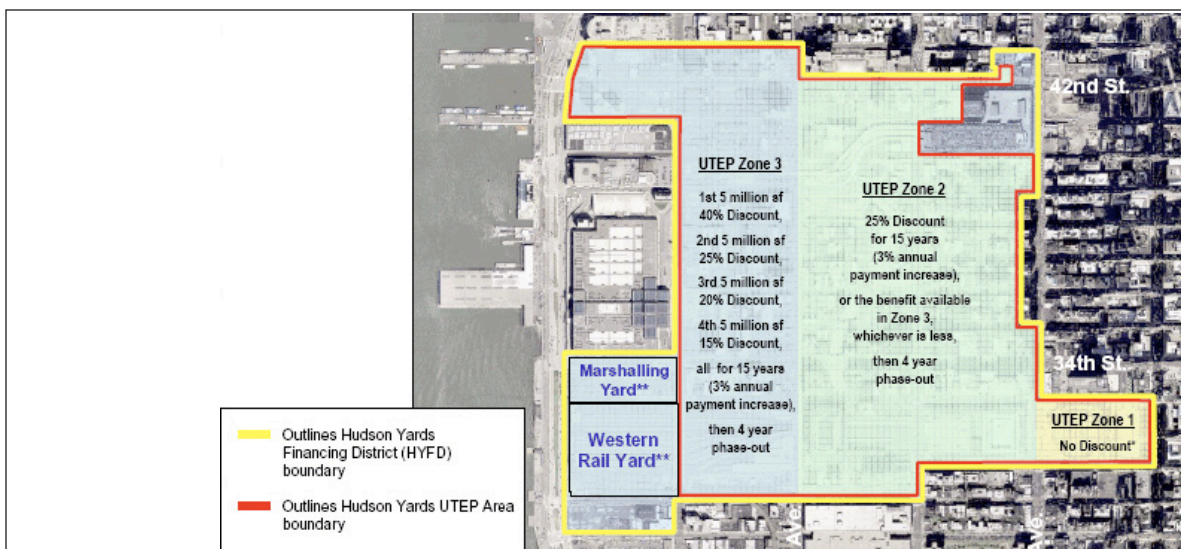 42nd St.
UTEP Zone 3
1st 5 million sf
40% Discount,
2nd 5 million sf
25% Discount,
3rd 5 million sf
20% Discount,
4th 5 million sf
15% Discount,
all for 15 years
(3% annual
payment increase),
then 4 year
phase-out
UTEP Zone 2
25% Discount
for 15 years
(3% annual
payment increase),
or the benefit available
in Zone 3,
whichever is less,
then 4 year
phase-out
34th St.
Marshalling
Yard**
Western
Rail Yard**
UTEP Zone 1
No Discount*
Outlines Hudson Yards
Financing District (HYFD)
boundary
Outlines Hudson Yards UTEP Area
boundary
Ave.
Ave.